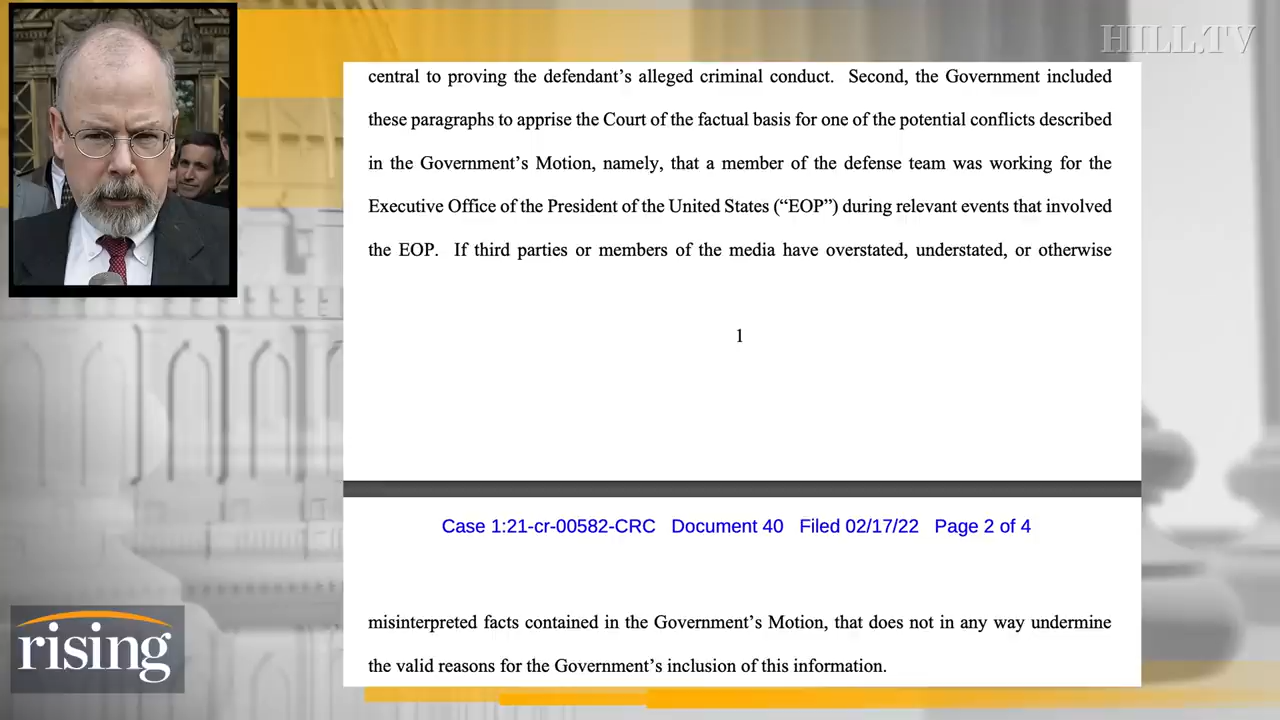 HILL.TV
central to proving the defendant’s alleged criminal conduct. Second, the Government included
these paragraphs to apprise the Court of the factual basis for one of the potential conflicts described
in the Government’s Motion, namely, that a member of the defense team was working for the
Executive Office of the President of the United States (“EOP”) during relevant events that involved
the EOP. If third parties or members of the media have overstated, understated, or otherwise
1
Case 1:21-cr-00582-CRC Document 40 Filed 02/17/22 Page 2 of 4
misinterpreted facts contained in the Government’s Motion, that does not in any way undermine
the valid reasons for the Government’s inclusion of this information.
rising